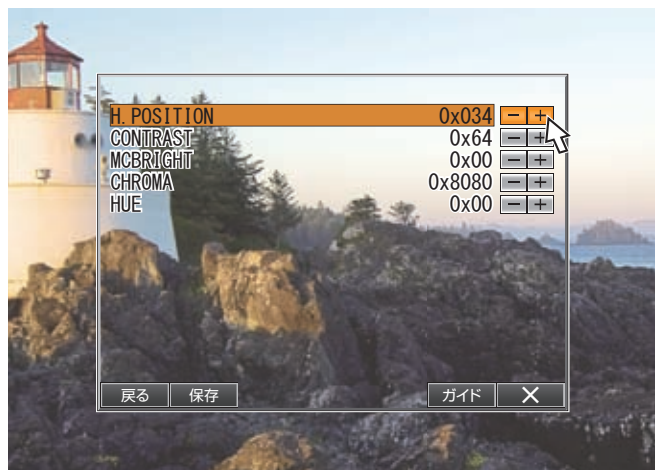 H. POSITION 0x034 − +
CONTRAST 0x64 − +
MCBRIGHT 0x00 − +
CHROMA 0x8080 − +
HUE 0x00 − +
戻る 保存 ガイド ×